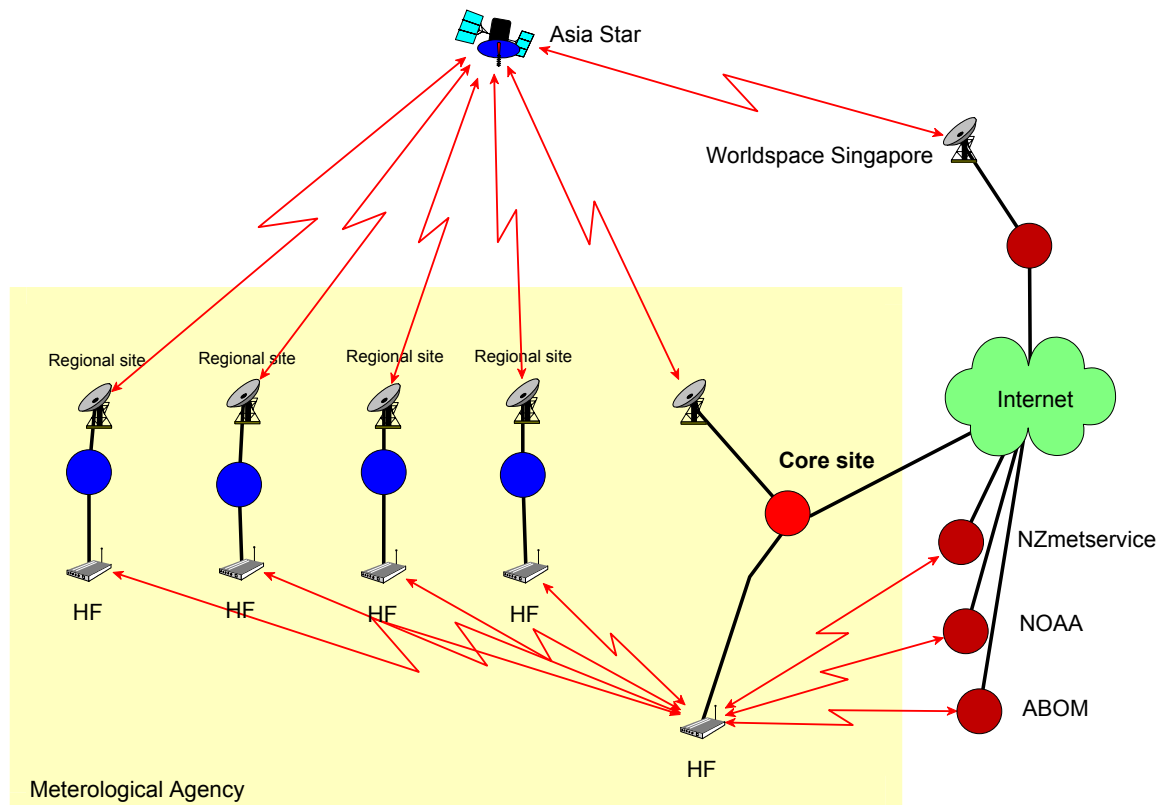 Asia Star
Worldspace Singapore
Regional site
Regional site
Regional site
Regional site
Internet
Core site
NZmetservice
NOAA
ABOM
HF
HF
HF
HF
HF
Meterological Agency